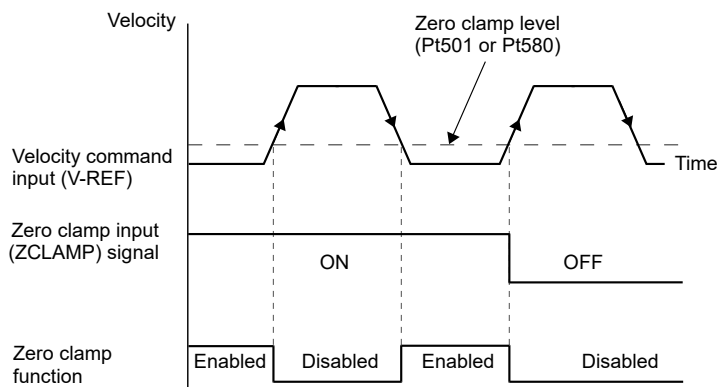 Velocity
Zero clamp level
(Pt501 or Pt580)
Velocity command
input (V-REF)
Time
Zero clamp input
(ZCLAMP) signal
ON
OFF
Zero clamp
function
Enabled
Disabled
Enabled
Disabled